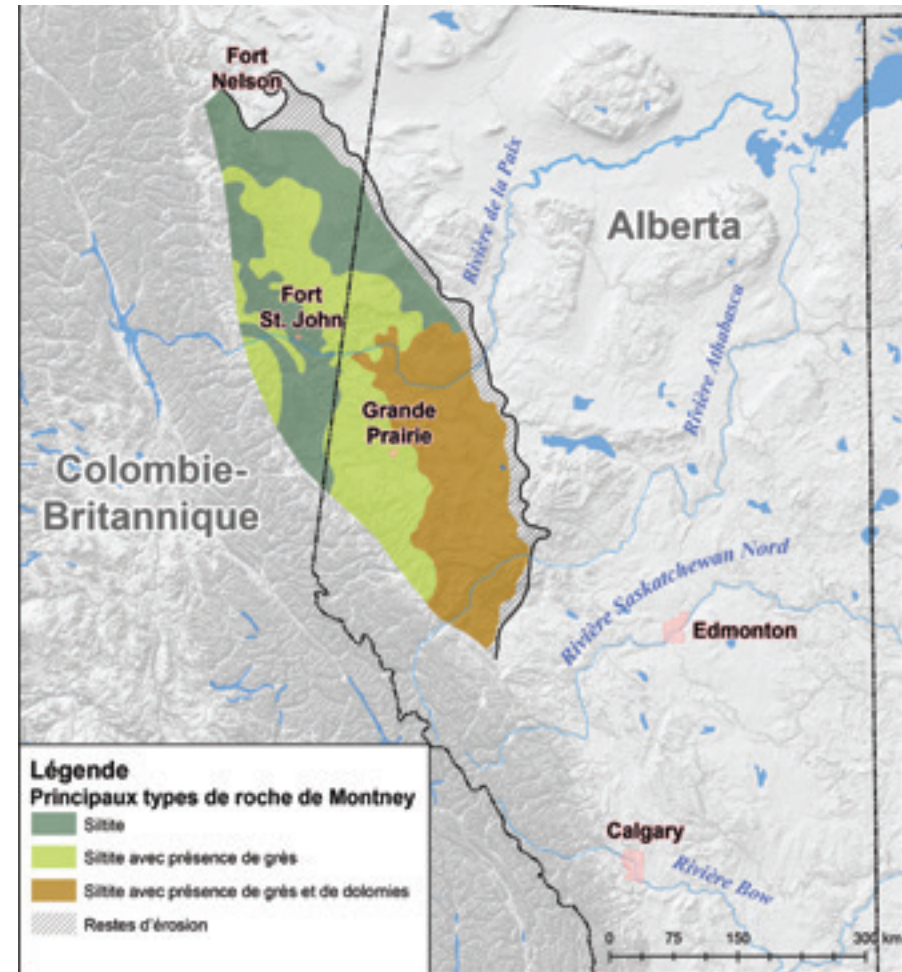 Fort
Nelson
Rivière de la Paix
Alberta
Rivière Athabasca
Fort
St. John
Grande
Prairie
Colombie-
Britannique
Rivière Saskatchewan Nord
Edmonton
Légende
Principaux types de roche de Montney
Siltite
Siltite avec présence de grès
Siltite avec présence de grès et de dolomies
Restes d'érosion
Calgary
Rivière Bow
0 75 150 300 km